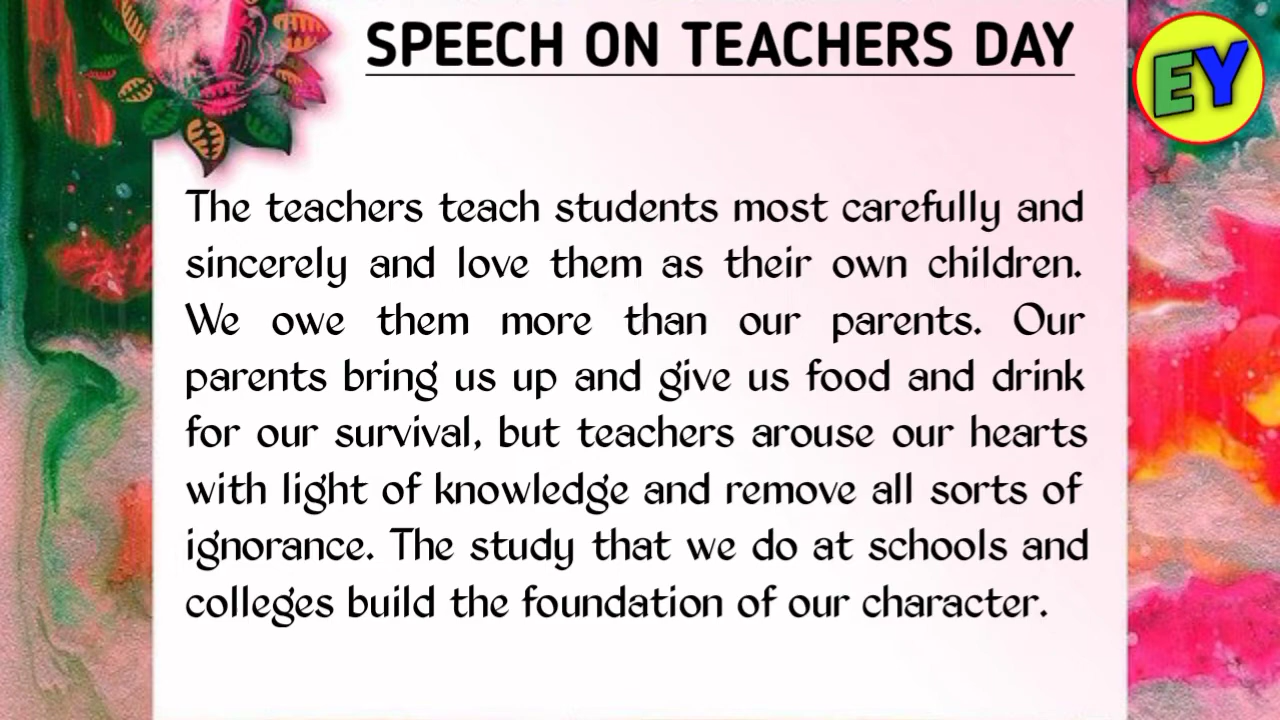 SPEECH ON TEACHERS DAY
EY
The teachers teach students most carefully and
sincerely and love them as their own children.
We owe them more than our parents. Our
parents bring us up and give us food and drink
for our survival, but teachers arouse our hearts
with light of knowledge and remove all sorts of
ignorance. The study that we do at schools and
colleges build the foundation of our character.